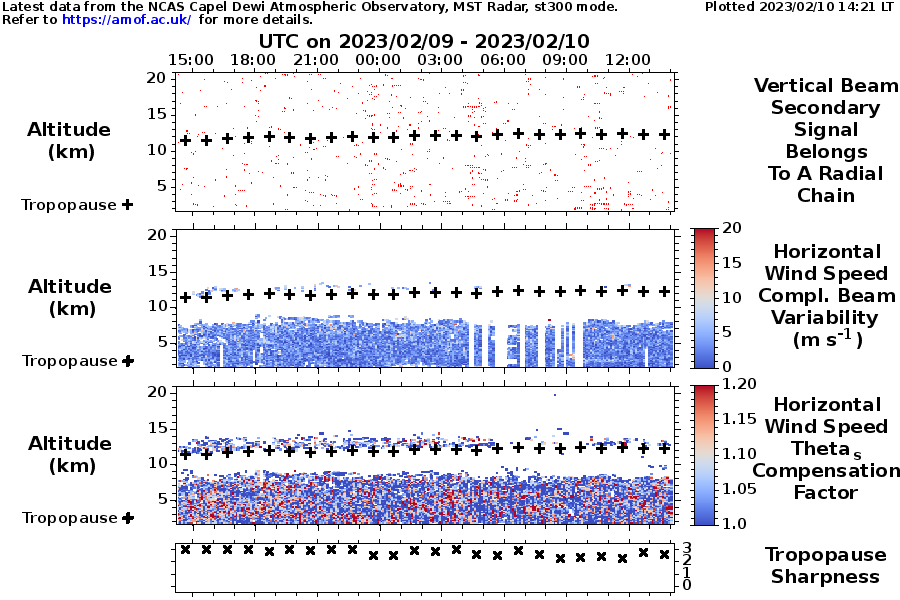 Latest data from the NCAS Capel Dewi Atmospheric Observatory, MST Radar, st300 mode.
Plotted 2023/02/10 14:21 LT
Refer to https://amof.ac.uk/ for more details.
UTC on 2023/02/09 - 2023/02/10
15:00 18:00 21:00 00:00 03:00 06:00 09:00 12:00
20
15
10
5
Altitude
(km)
Tropopause +
Vertical Beam
Secondary
Signal
Belongs
To A Radial
Chain
20
15
10
5
Altitude
(km)
Tropopause +
20
15
10
5
0
Horizontal
Wind Speed
Compl. Beam
Variability
(m s-1)
20
15
10
5
Altitude
(km)
Tropopause +
1.20
1.15
1.10
1.05
1.0
Horizontal
Wind Speed
Theta s
Compensation
Factor
3
2
1
0
Tropopause
Sharpness